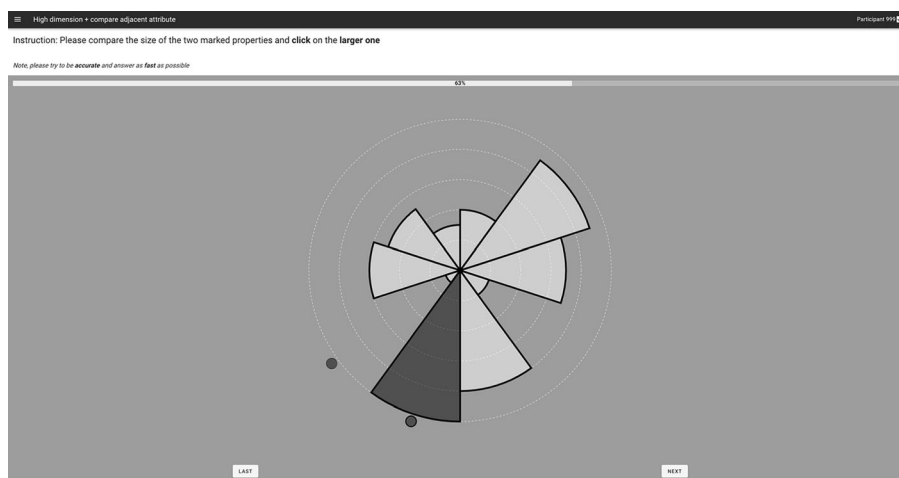 High dimension + compare adjacent attribute
Participant 999
Instruction: Please compare the size of the two marked properties and click on the larger one
Note, please try to be accurate and answer as fast as possible
63%
LAST
NEXT